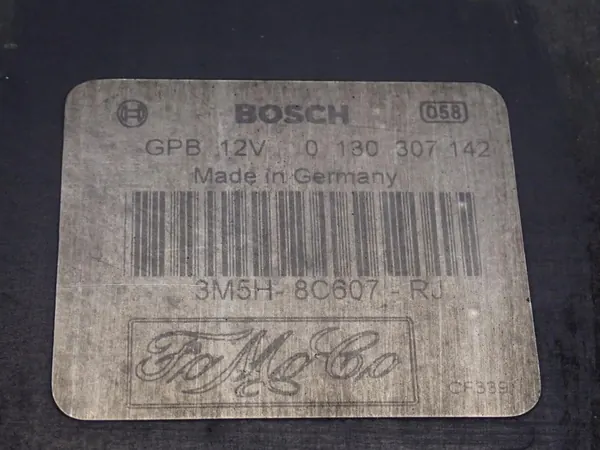 BOSCH 058
GPB 12V 0 130 307 142
Made in Germany
3M5H-8C607-RJ
FoMoCo
CF339